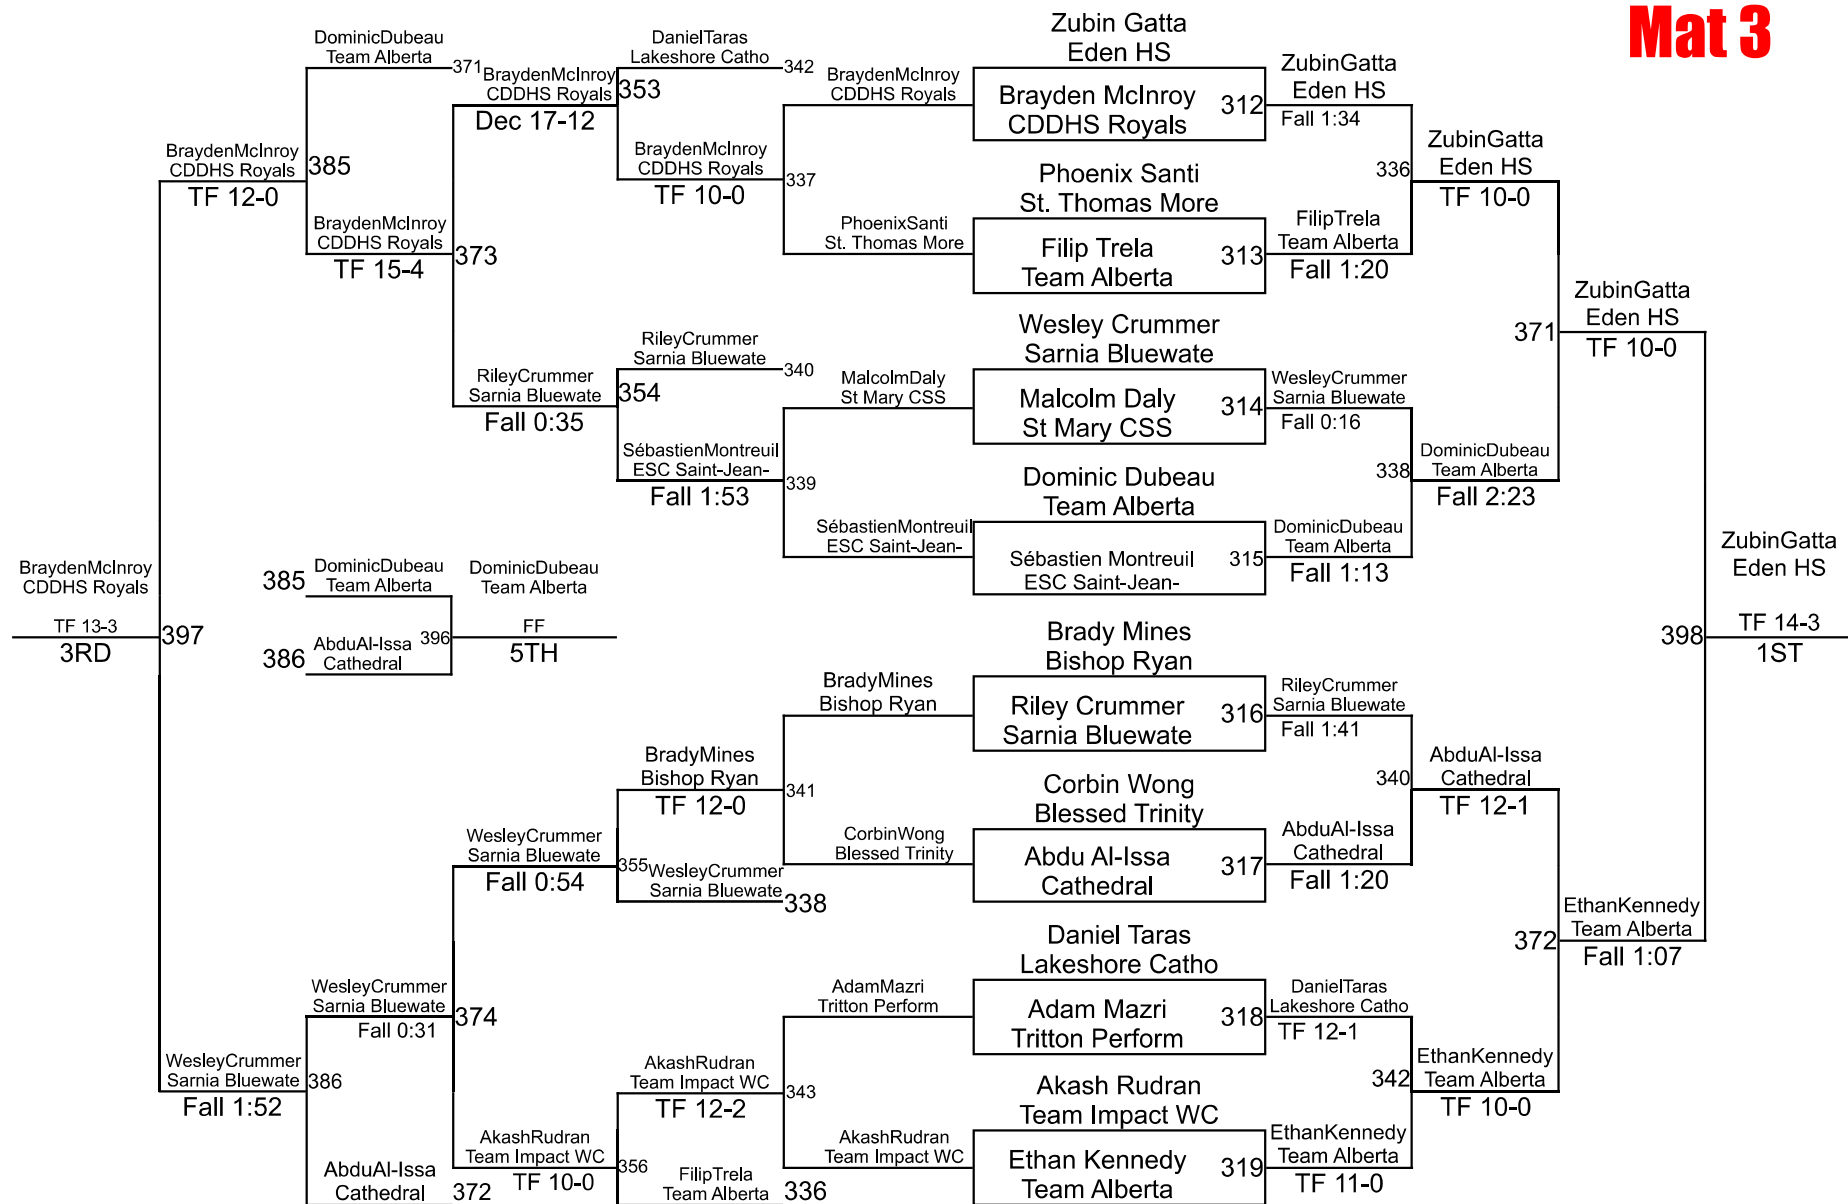 Mat 3
DominicDubeau
Team Alberta
371
BraydenMcInroy
CDDHS Royals
Dec 17-12
DanielTaras
Lakeshore Catho
342
353
BraydenMcInroy
CDDHS Royals
TF 12-0
385
BraydenMcInroy
CDDHS Royals
TF 15-4
373
BraydenMcInroy
CDDHS Royals
TF 10-0
337
BraydenMcInroy
CDDHS Royals
PhoenixSanti
St. Thomas More
RileyCrummer
Sarnia Bluewate
Fall 0:35
RileyCrummer
Sarnia Bluewate
340
354
SébastienMontreuil
ESC Saint-Jean-
Fall 1:53
339
MalcolmDaly
St Mary CSS
SébastienMontreuil
ESC Saint-Jean-
BraydenMcInroy
CDDHS Royals
TF 13-3
3RD
397
385
DominicDubeau
Team Alberta
386
AbduAl-Issa
Cathedral
396
DominicDubeau
Team Alberta
FF
5TH
BradyMines
Bishop Ryan
BradyMines
Bishop Ryan
TF 12-0
341
CorbinWong
Blessed Trinity
WesleyCrummer
Sarnia Bluewate
Fall 0:54
355
WesleyCrummer
Sarnia Bluewate
338
WesleyCrummer
Sarnia Bluewate
Fall 0:31
374
WesleyCrummer
Sarnia Bluewate
Fall 1:52
386
AbduAl-Issa
Cathedral
372
AkashRudran
Team Impact WC
TF 10-0
AkashRudran
Team Impact WC
TF 12-2
343
AdamMazri
Tritton Perform
AkashRudran
Team Impact WC
356
FilipTrela
Team Alberta
336
Zubin Gatta
Eden HS
Brayden McInroy
CDDHS Royals
312
ZubinGatta
Eden HS
Fall 1:34
Phoenix Santi
St. Thomas More
Filip Trela
Team Alberta
313
FilipTrela
Team Alberta
Fall 1:20
336
ZubinGatta
Eden HS
TF 10-0
Wesley Crummer
Sarnia Bluewate
Malcolm Daly
St Mary CSS
314
WesleyCrummer
Sarnia Bluewate
Fall 0:16
Dominic Dubeau
Team Alberta
Sébastien Montreuil
ESC Saint-Jean-
315
DominicDubeau
Team Alberta
Fall 1:13
338
DominicDubeau
Team Alberta
Fall 2:23
371
ZubinGatta
Eden HS
TF 10-0
Brady Mines
Bishop Ryan
Riley Crummer
Sarnia Bluewate
316
RileyCrummer
Sarnia Bluewate
Fall 1:41
Corbin Wong
Blessed Trinity
Abdu Al-Issa
Cathedral
317
AbduAl-Issa
Cathedral
Fall 1:20
340
AbduAl-Issa
Cathedral
TF 12-1
Daniel Taras
Lakeshore Catho
Adam Mazri
Tritton Perform
318
DanielTaras
Lakeshore Catho
TF 12-1
Akash Rudran
Team Impact WC
Ethan Kennedy
Team Alberta
319
EthanKennedy
Team Alberta
TF 11-0
342
EthanKennedy
Team Alberta
TF 10-0
372
EthanKennedy
Team Alberta
Fall 1:07
398
ZubinGatta
Eden HS
TF 14-3
1ST